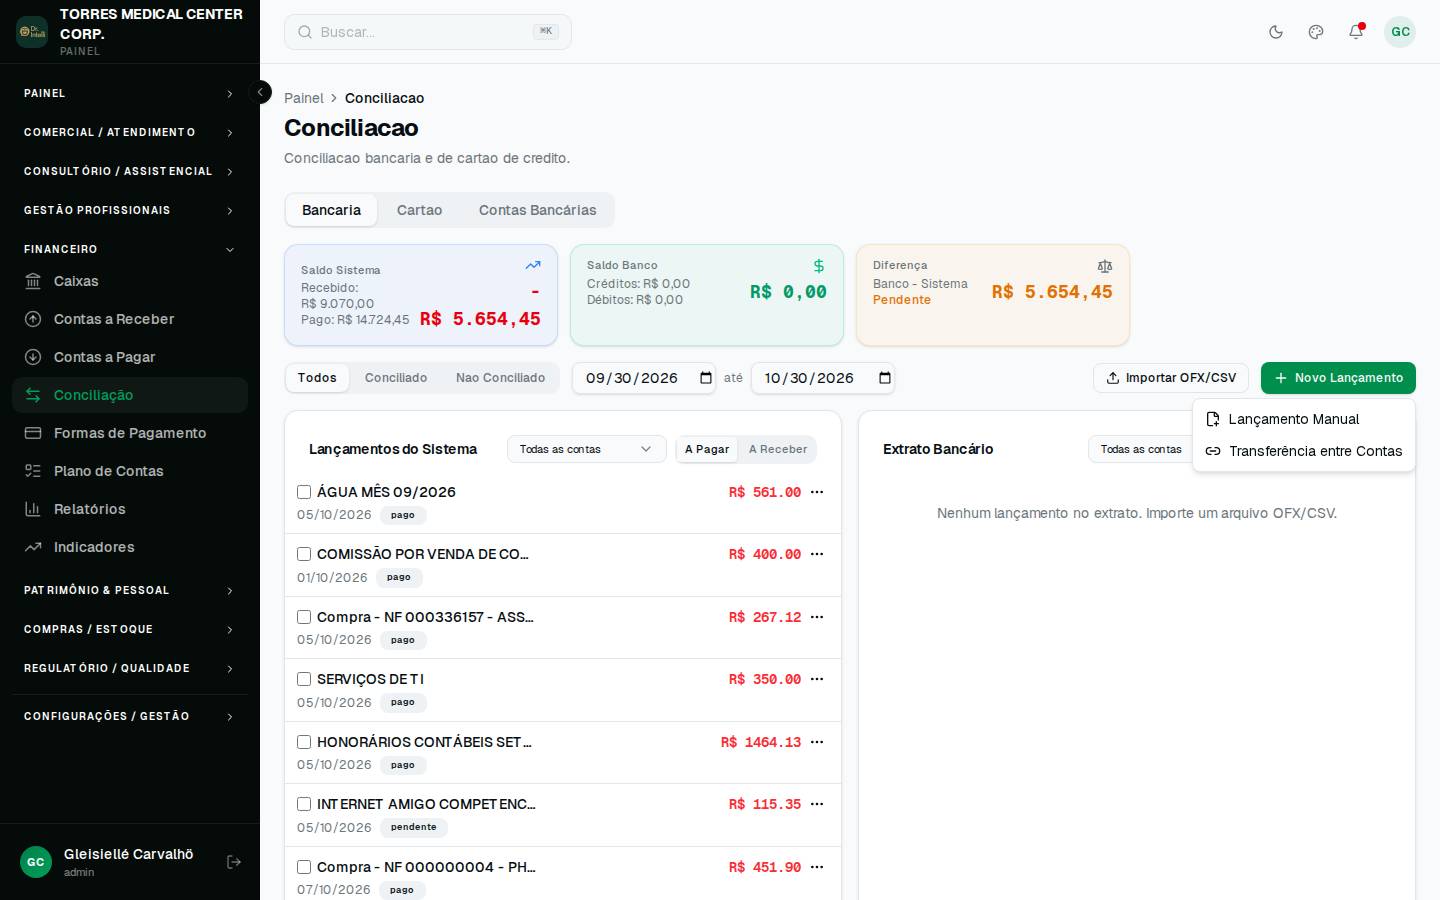 TORRES MEDICAL CENTER CORP.
PAINEL
PAINEL
COMERCIAL / ATENDIMENTO
CONSULTÓRIO / ASSISTENCIAL
GESTÃO PROFISSIONAIS
FINANCEIRO
Caixas
Contas a Receber
Contas a Pagar
Conciliação
Formas de Pagamento
Plano de Contas
Relatórios
Indicadores
PATRIMÔNIO & PESSOAL
COMPRAS / ESTOQUE
REGULATÓRIO / QUALIDADE
CONFIGURAÇÕES / GESTÃO
GC
Gleisiellé Carvalhö
admin
Buscar...
⌘K
GC
Painel > Conciliacao
Conciliacao
Conciliacao bancaria e de cartao de credito.
Bancaria
Cartao
Contas Bancárias
Saldo Sistema
Recebido:
R$ 9.070,00
Pago: R$ 14.724,45
-
R$ 5.654,45
Saldo Banco
Créditos: R$ 0,00
Débitos: R$ 0,00
R$ 0,00
Diferença
Banco - Sistema
Pendente
R$ 5.654,45
Todos
Conciliado
Nao Conciliado
09/30/2026
até
10/30/2026
Importar OFX/CSV
Novo Lançamento
Lançamento Manual
Transferência entre Contas
Lançamentos do Sistema
Todas as contas
A Pagar
A Receber
ÁGUA MÊS 09/2026
R$ 561.00
05/10/2026 pago
COMISSÃO POR VENDA DE CO...
R$ 400.00
01/10/2026 pago
Compra - NF 000336157 - ASS...
R$ 267.12
05/10/2026 pago
SERVIÇOS DE TI
R$ 350.00
05/10/2026 pago
HONORÁRIOS CONTÁBEIS SET...
R$ 1464.13
05/10/2026 pago
INTERNET AMIGO COMPETENC...
R$ 115.35
05/10/2026 pendente
Compra - NF 000000004 - PH...
R$ 451.90
07/10/2026 pago
Extrato Bancário
Todas as contas
Nenhum lançamento no extrato. Importe um arquivo OFX/CSV.